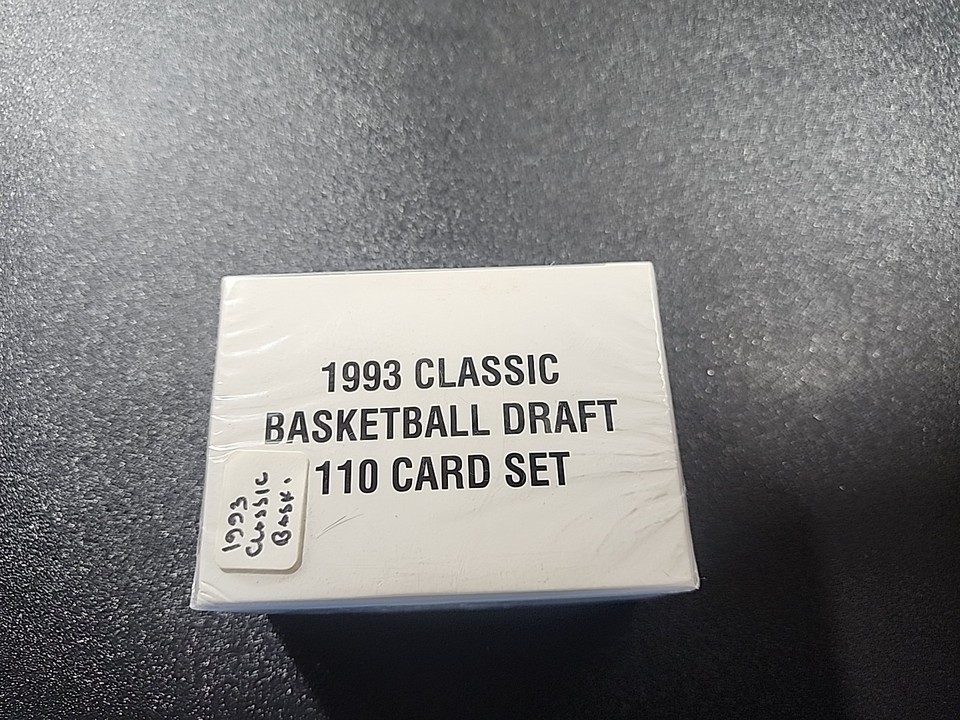 1993 CLASSIC
BASKETBALL DRAFT
110 CARD SET
1993
CLASSIC
BASK.